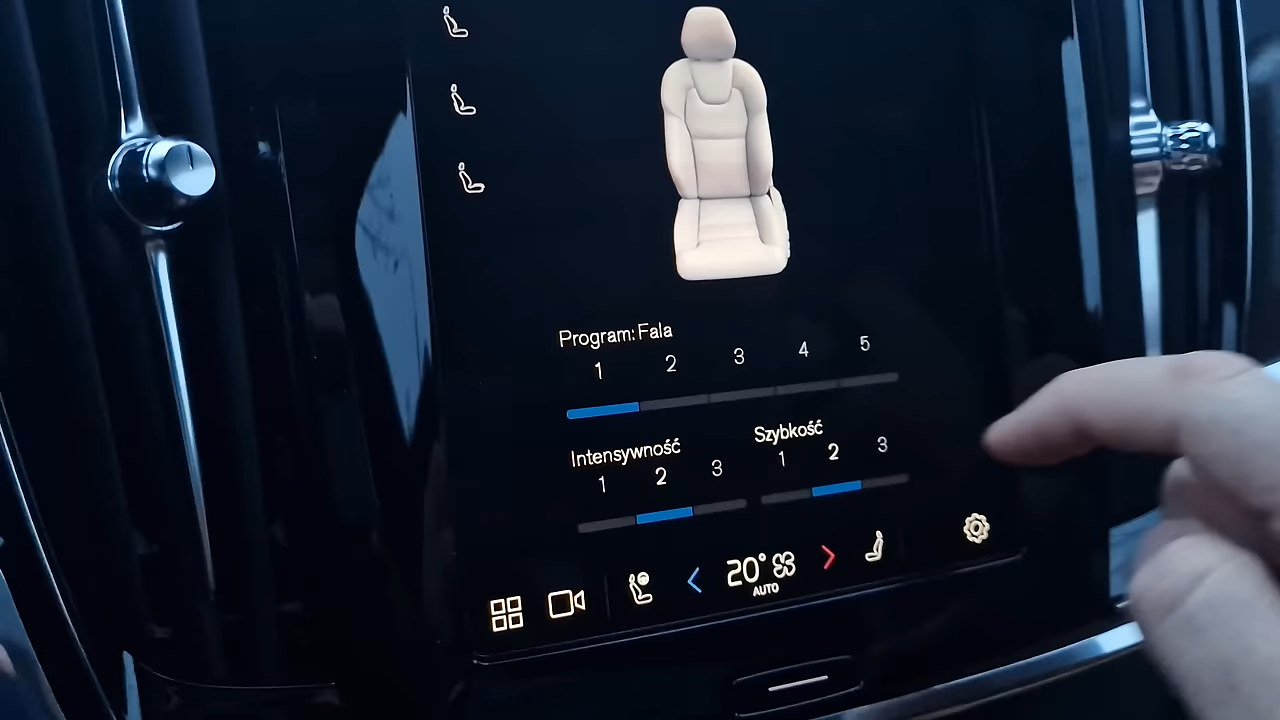 Program: Fala
1 2 3 4 5
Intensywność
1 2 3
Szybkość
1 2 3
20°
AUTO